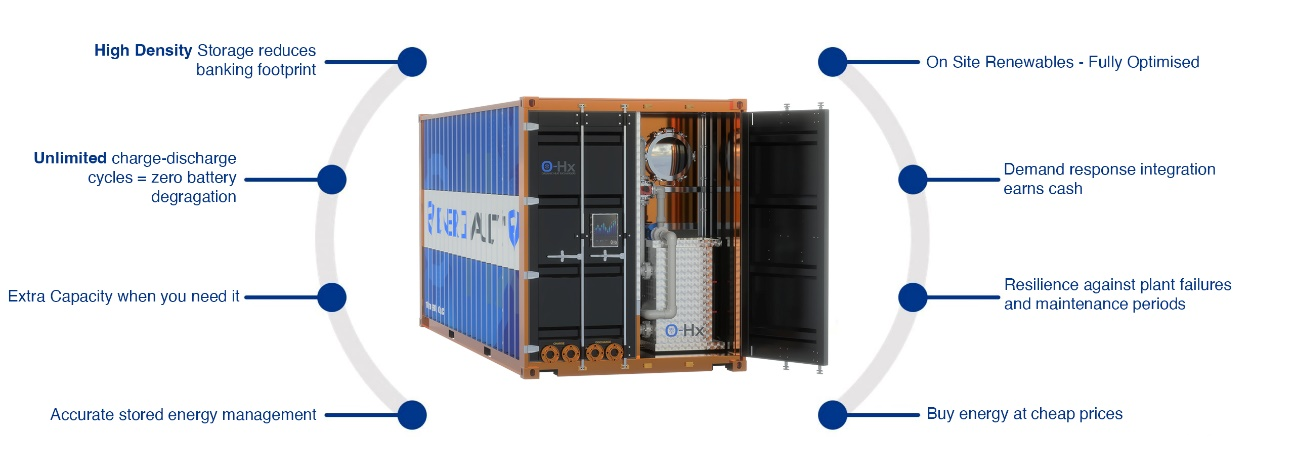 High Density Storage reduces
banking footprint
Unlimited charge-discharge
cycles = zero battery
degragation
Extra Capacity when you need it
Accurate stored energy management
On Site Renewables - Fully Optimised
Demand response integration
earns cash
Resilience against plant failures
and maintenance periods
Buy energy at cheap prices
O-Hx
O-Hx